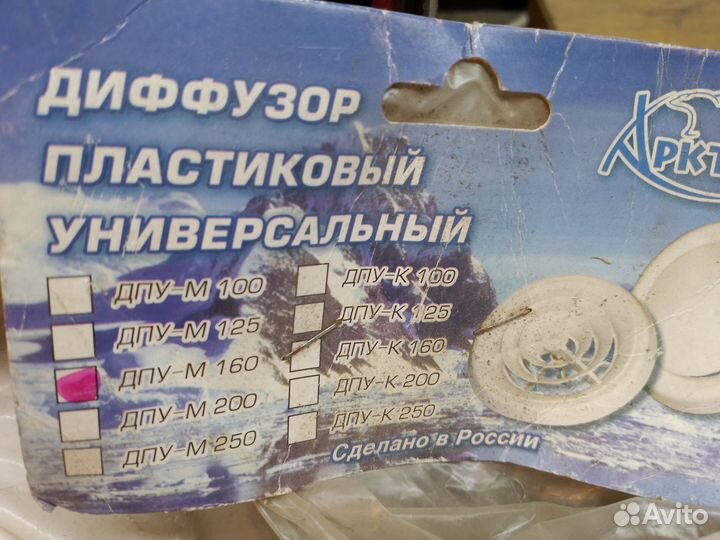 ДИФФУЗОР
ПЛАСТИКОВЫЙ
УНИВЕРСАЛЬНЫЙ
ДПУ-М 100
ДПУ-М 125
ДПУ-М 160
ДПУ-М 200
ДПУ-М 250
ДПУ-К 100
ДПУ-К 125
ДПУ-К 160
ДПУ-К 200
ДПУ-К 250
Сделано в России
Avito